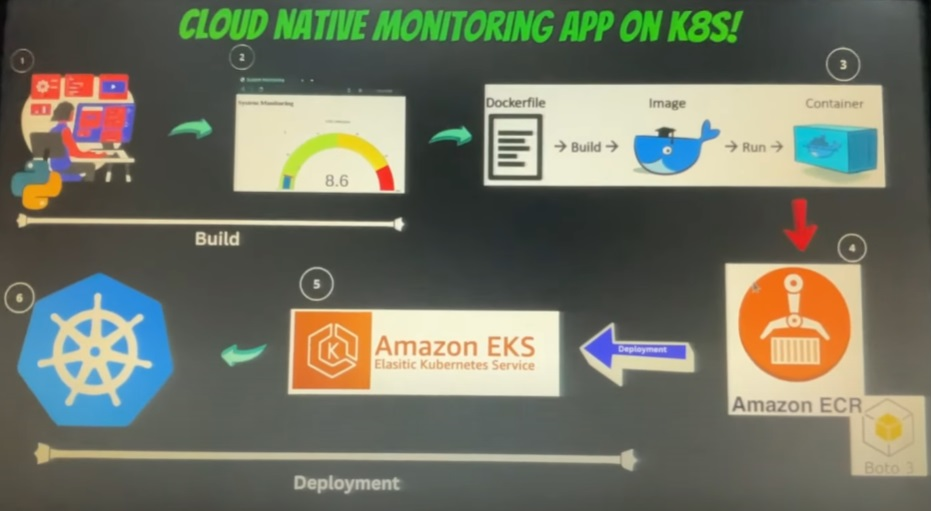 CLOUD NATIVE MONITORING APP ON K8S!
1
2
System Monitoring
8.6
Build
3
Dockerfile
Image
Container
→ Build →
→ Run →
4
Amazon ECR
Boto 3
Deployment
5
Amazon EKS
Elasitic Kubernetes Service
6
Deployment